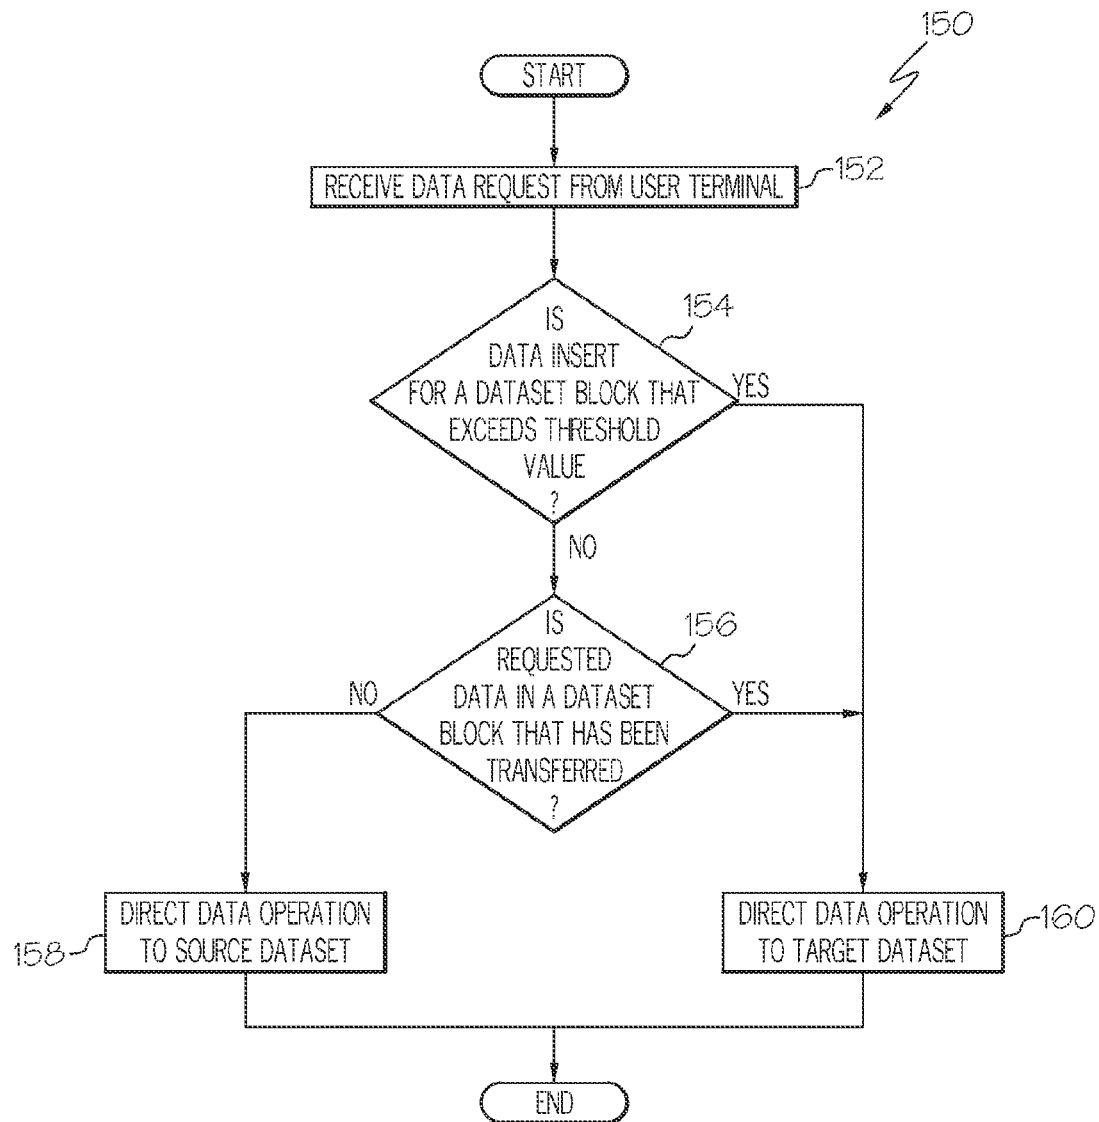 150
START
RECEIVE DATA REQUEST FROM USER TERMINAL
152
154
IS
DATA INSERT
FOR A DATASET BLOCK THAT
EXCEEDS THRESHOLD
VALUE
?
YES
NO
156
IS
REQUESTED
DATA IN A DATASET
BLOCK THAT HAS BEEN
TRANSFERRED
?
NO
YES
DIRECT DATA OPERATION
TO SOURCE DATASET
158
DIRECT DATA OPERATION
TO TARGET DATASET
160
END